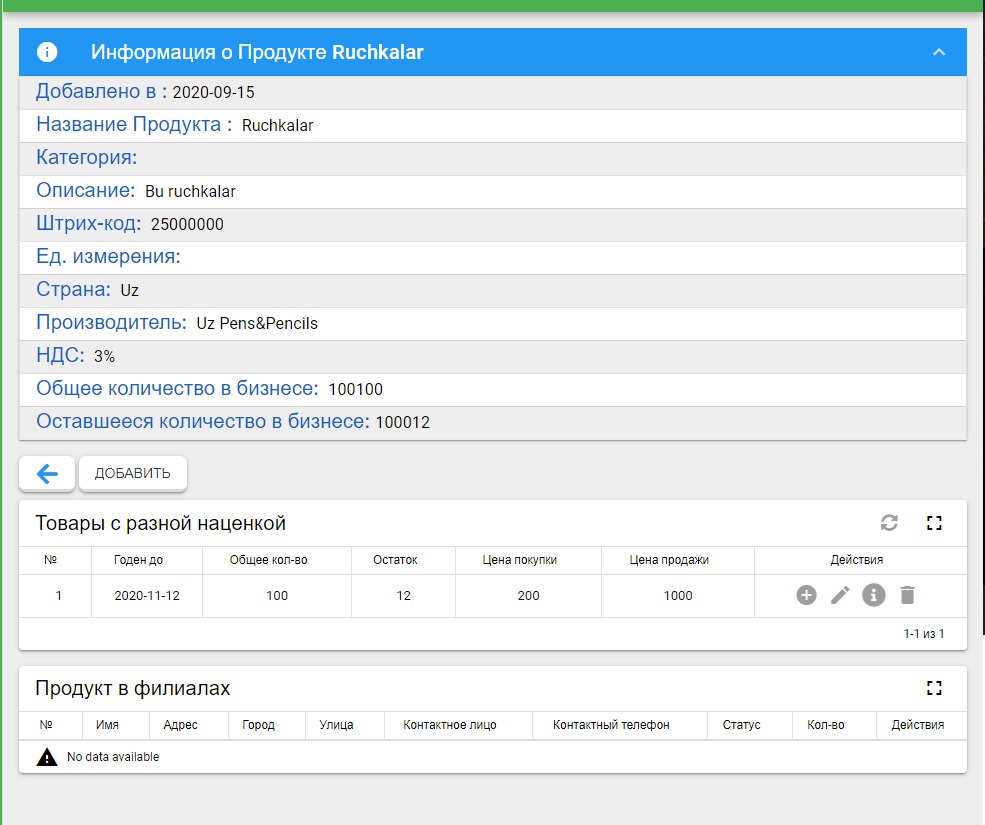 Информация о Продукте Ruchkalar
Добавлено в : 2020-09-15
Название Продукта : Ruchkalar
Категория:
Описание: Bu ruchkalar
Штрих-код: 25000000
Ед. измерения:
Страна: Uz
Производитель: Uz Pens&Pencils
НДС: 3%
Общее количество в бизнесе: 100100
Оставшееся количество в бизнесе: 100012
ДОБАВИТЬ
Товары с разной наценкой
№ Годен до Общее кол-во Остаток Цена покупки Цена продажи Действия
1 2020-11-12 100 12 200 1000
1-1 из 1
Продукт в филиалах
№ Имя Адрес Город Улица Контактное лицо Контактный телефон Статус Кол-во Действия
No data available